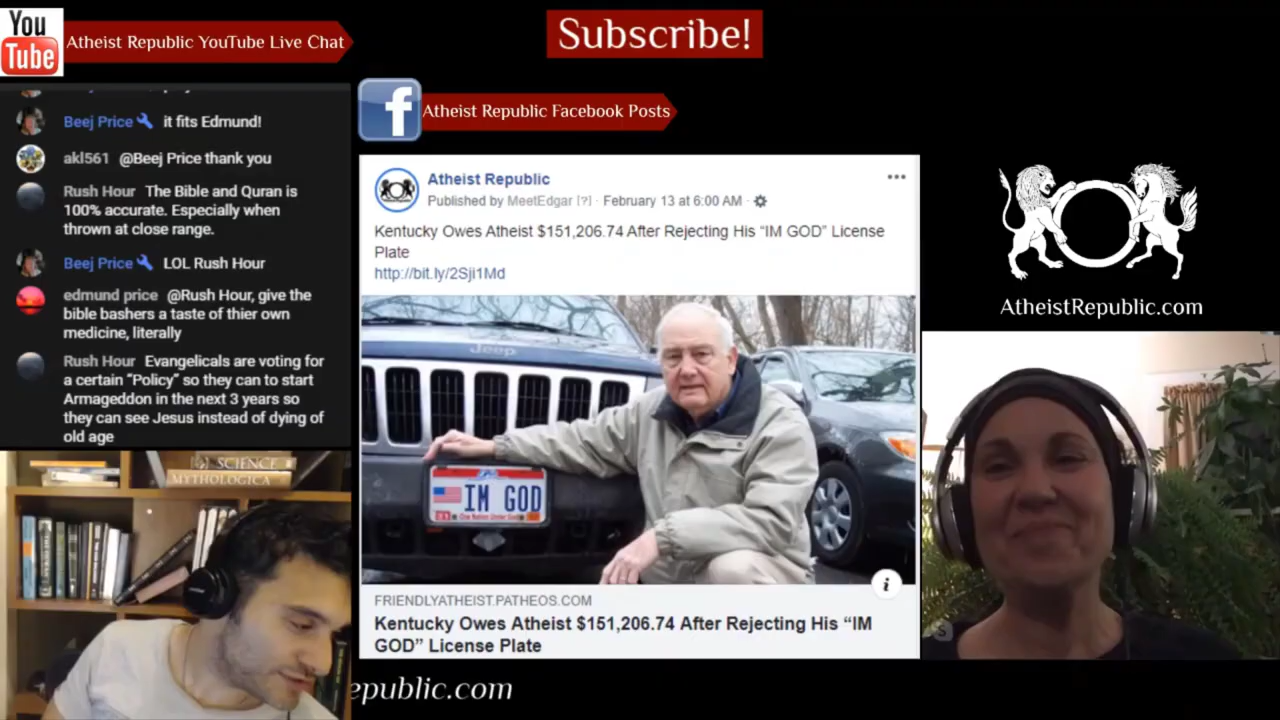 You
Tube
Atheist Republic YouTube Live Chat
Subscribe!
Beej Price it fits Edmund!
akl561 @Beej Price thank you
Rush Hour The Bible and Quran is
100% accurate. Especially when
thrown at close range.
Beej Price LOL Rush Hour
edmund price @Rush Hour, give the
bible bashers a taste of thier own
medicine, literally
Rush Hour Evangelicals are voting for
a certain "Policy" so they can to start
Armageddon in the next 3 years so
they can see Jesus instead of dying of
old age
f
Atheist Republic Facebook Posts
Atheist Republic
Published by MeetEdgar [?] · February 13 at 6:00 AM ·
Kentucky Owes Atheist $151,206.74 After Rejecting His “IM GOD” License
Plate
http://bit.ly/2Sji1Md
Jeep
IM GOD
One Nation Under God
i
FRIENDLYATHEIST.PATHEOS.COM
Kentucky Owes Atheist $151,206.74 After Rejecting His “IM
GOD” License Plate
AtheistRepublic.com
SCIENCE
MYTHOLOGICA
S
epublic.com